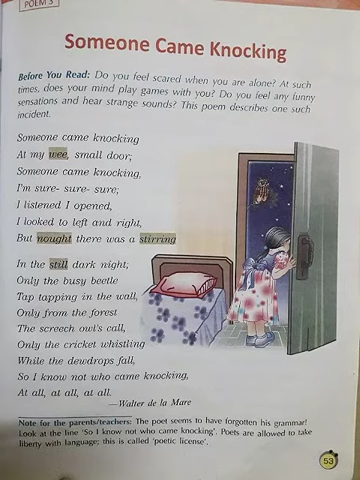 POEM 5
Someone Came Knocking
Before You Read: Do you feel scared when you are alone? At such
times, does your mind play games with you? Do you feel any funny
sensations and hear strange sounds? This poem describes one such
incident.
Someone came knocking
At my wee, small door;
Someone came knocking,
I'm sure- sure- sure;
I listened I opened,
I looked to left and right,
But nought there was a stirring
In the still dark night;
Only the busy beetle
Tap tapping in the wall,
Only from the forest
The screech owl's call,
Only the cricket whistling
While the dewdrops fall,
So I know not who came knocking,
At all, at all, at all.
—Walter de la Mare
Note for the parents/teachers: The poet seems to have forgotten his grammar!
Look at the line 'So I know not who came knocking'. Poets are allowed to take
liberty with language; this is called 'poetic license',
53